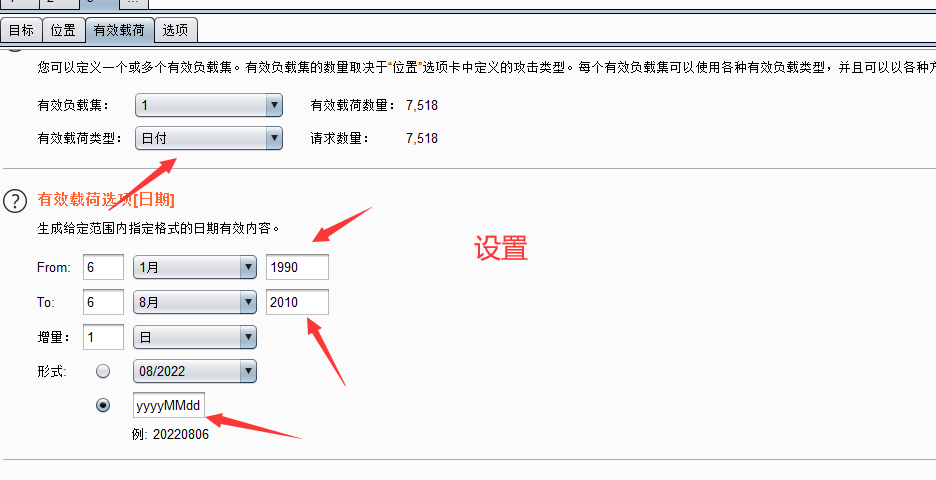 目标 位置 有效载荷 选项
您可以定义一个或多个有效负载集。有效负载集的数量取决于“位置”选项卡中定义的攻击类型。每个有效负载集可以使用各种有效负载类型，并且可以以各种
有效负载集： 1 有效载荷数量： 7,518
有效载荷类型： 日付 请求数量： 7,518
有效载荷选项[日期]
生成给定范围内指定格式的日期有效内容。
设置
From: 6 1月 1990
To: 6 8月 2010
增量： 1 日
形式: 08/2022
yyyyMMdd
例: 20220806